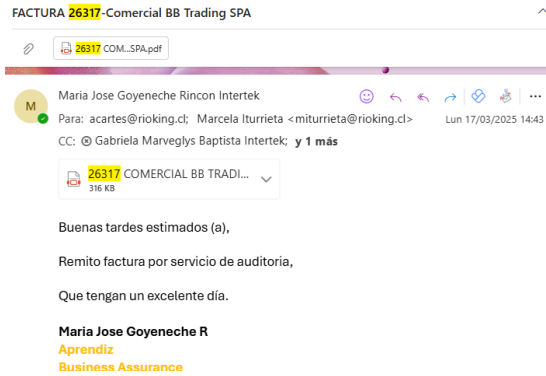 FACTURA 26317-Comercial BB Trading SPA
26317 COM...SPA.pdf
M
Maria Jose Goyeneche Rincon Intertek
Para: acartes@rioking.cl; Marcela Iturrieta <miturrieta@rioking.cl>
Lun 17/03/2025 14:43
CC: Gabriela Marveglys Baptista Intertek; y 1 más
26317 COMERCIAL BB TRADI...
316 KB
Buenas tardes estimados (a),
Remito factura por servicio de auditoria,
Que tengan un excelente día.
Maria Jose Goyeneche R
Aprendiz
Business Assurance